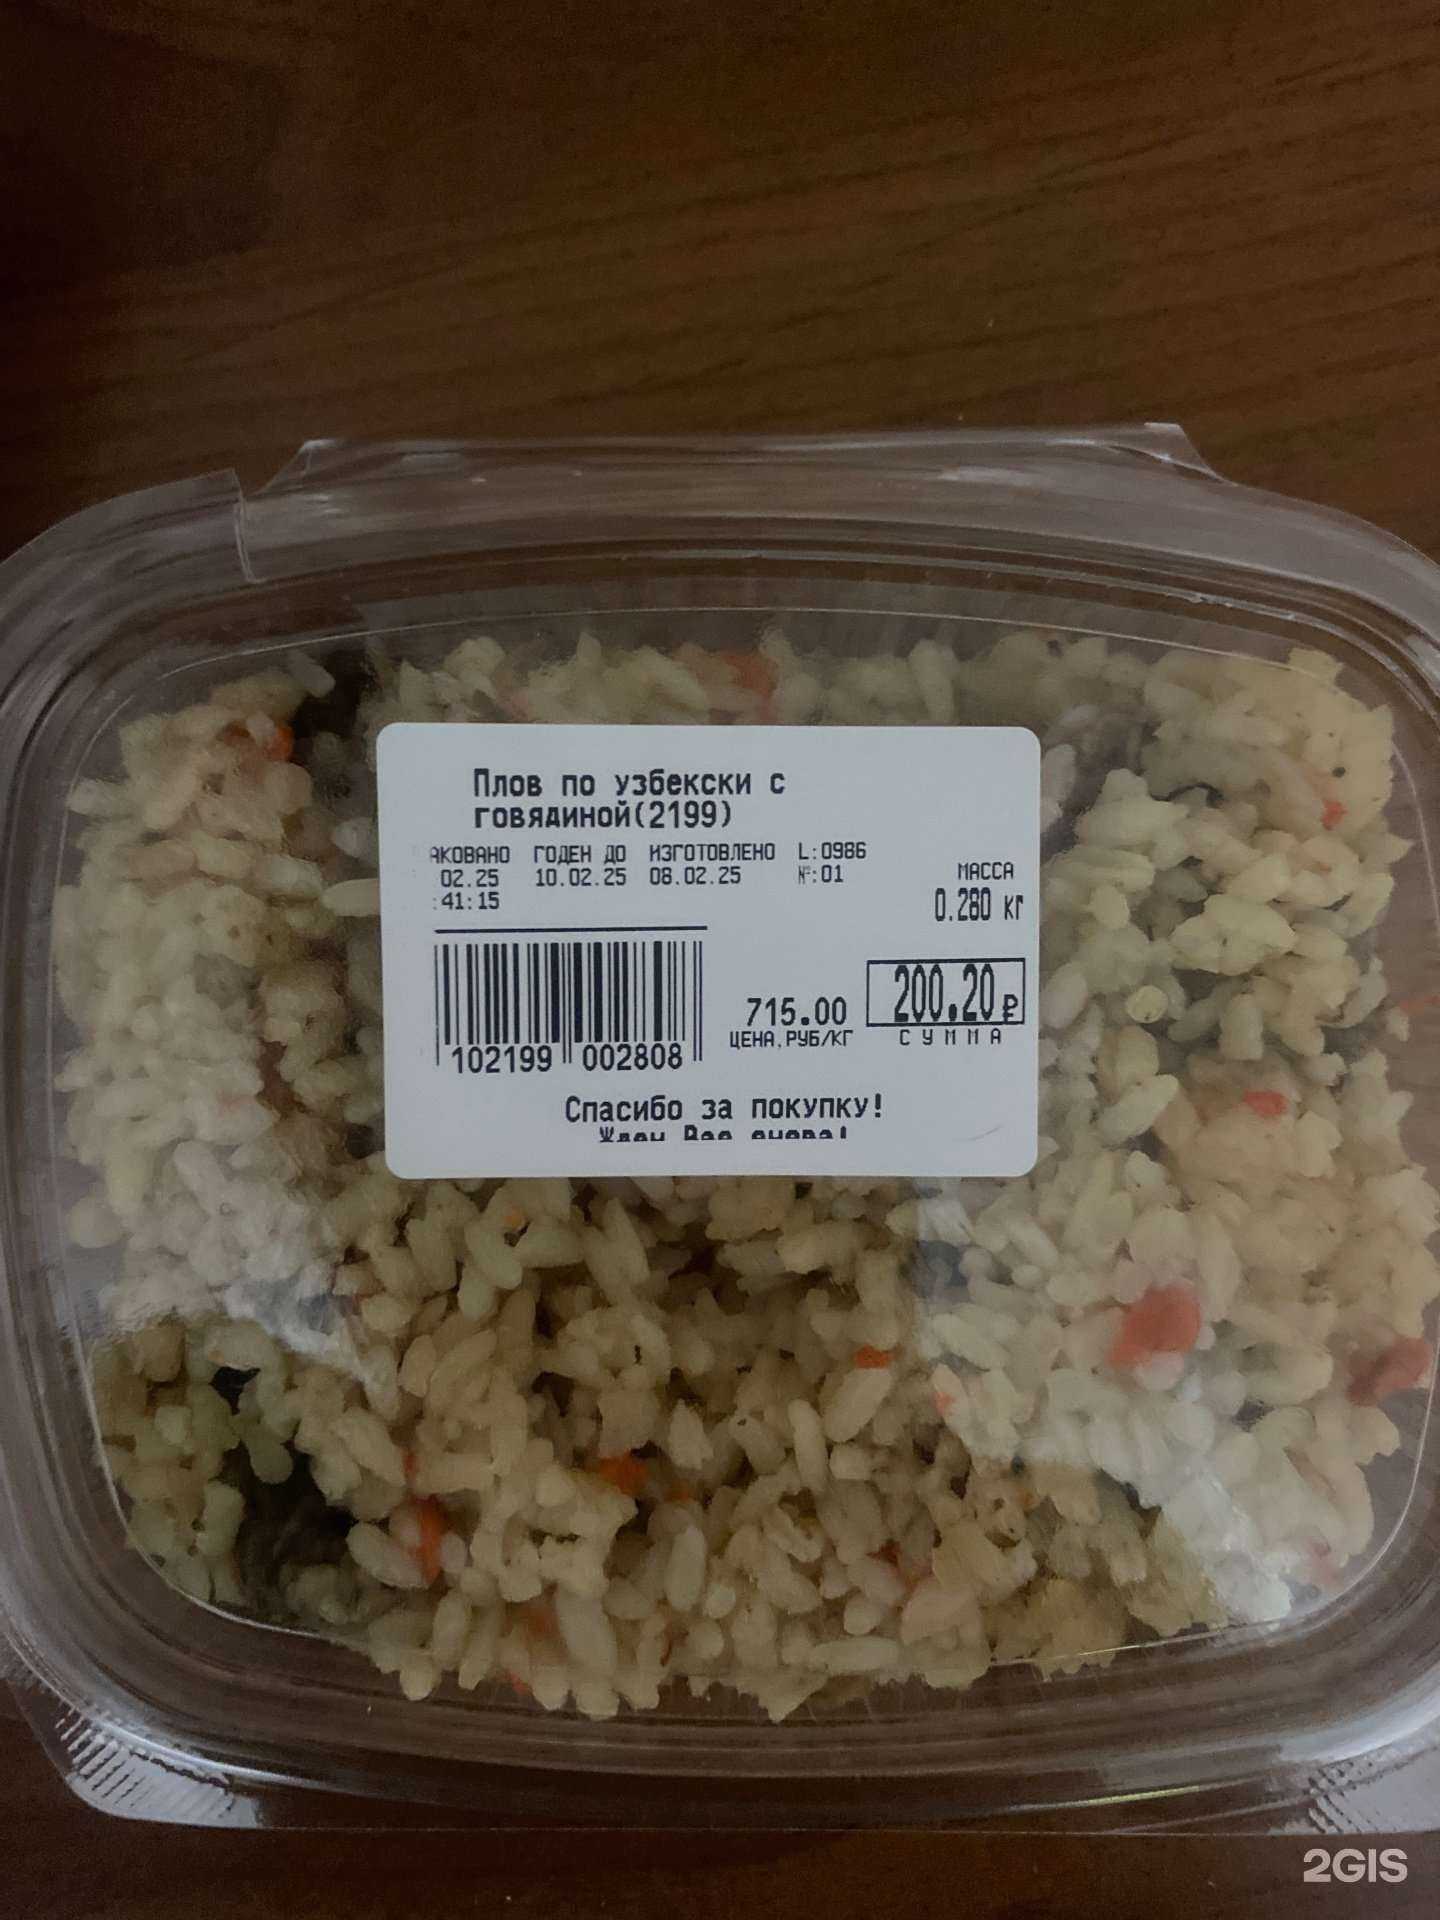 Плов по узбекски с
говядиной(2199)
АКОВАНО ГОДЕН ДО ИЗГОТОВЛЕНО L:0986
02.25 10.02.25 08.02.25 №:01
:41:15
МАССА
0.280 кг
715.00
ЦЕНА,РУБ/КГ
200.20 ₽
СУММА
102199 002808
Спасибо за покупку!
2GIS